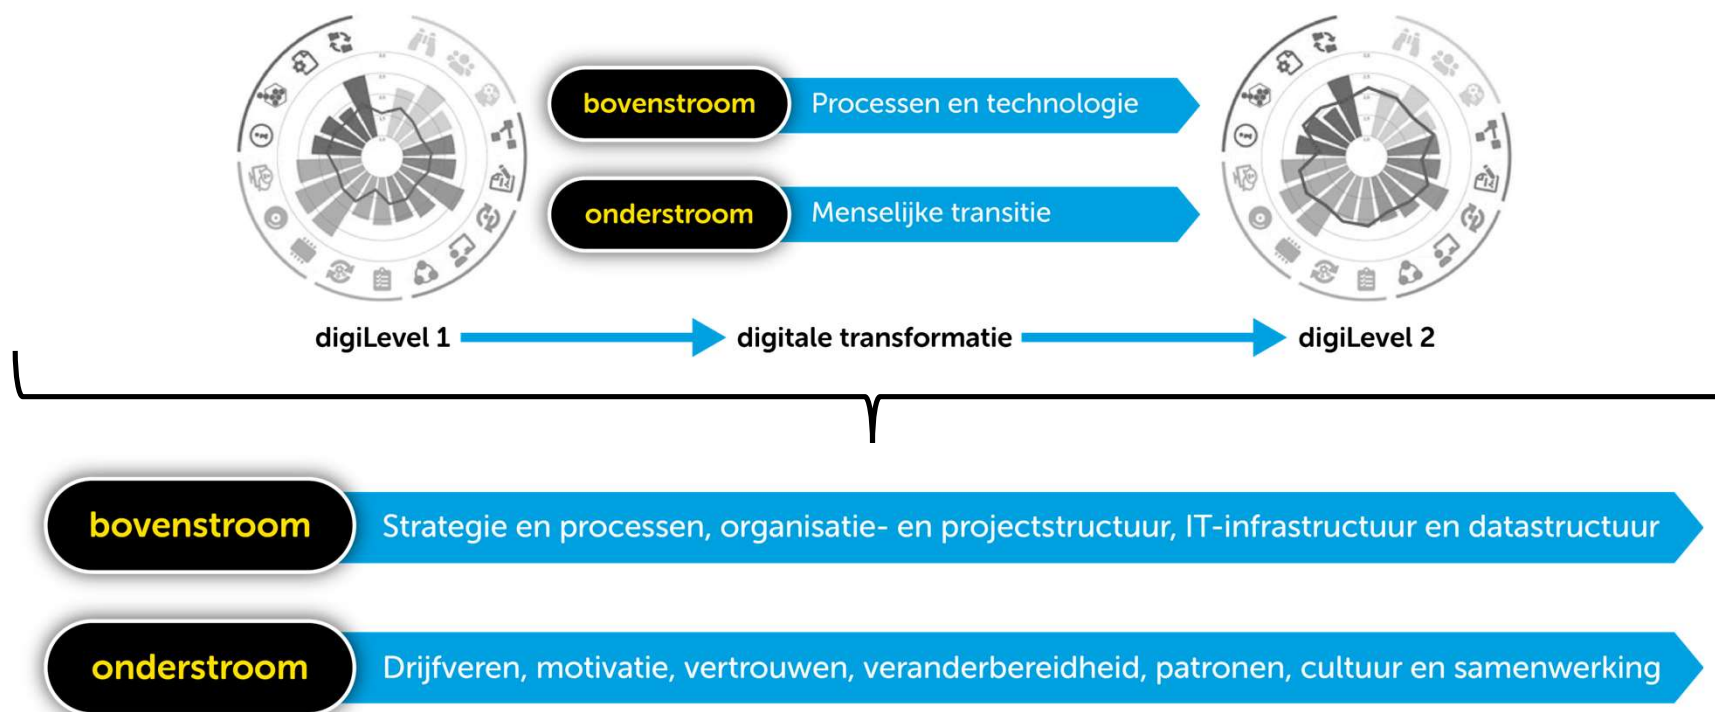 bovenstroom Processen en technologie
onderstroom Menselijke transitie
digiLevel 1 digitale transformatie digiLevel 2
bovenstroom Strategie en processen, organisatie- en projectstructuur, IT-infrastructuur en datastructuur
onderstroom Drijfveren, motivatie, vertrouwen, veranderbereidheid, patronen, cultuur en samenwerking